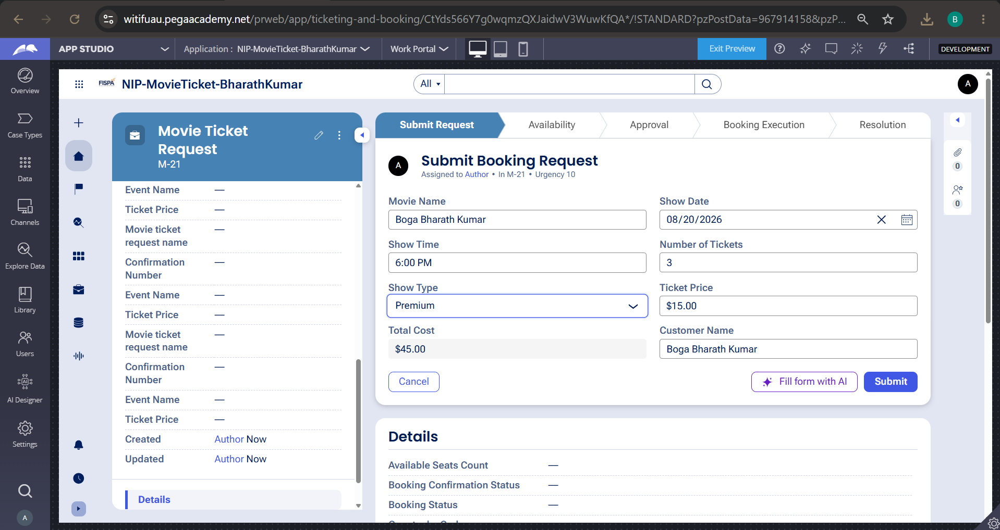 witifuau.pegaacademy.net/prweb/app/ticketing-and-booking/CtYds566Y7g0wqmzQXJaidwV3WuwKfQA*/!STANDARD?pzPostData=967914158&pzP...
B
APP STUDIO
Application : NIP-MovieTicket-BharathKumar
Work Portal
Exit Preview
DEVELOPMENT
Overview
Case Types
Data
Channels
Explore Data
Library
Users
AI
AI Designer
Settings
A
FISPA
NIP-MovieTicket-BharathKumar
All
A
Movie Ticket
Request
M-21
Event Name —
Ticket Price —
Movie ticket
request name —
Confirmation
Number —
Event Name —
Ticket Price —
Movie ticket
request name —
Confirmation
Number —
Event Name —
Ticket Price —
Created Author Now
Updated Author Now
Details
Submit Request
Availability
Approval
Booking Execution
Resolution
A
Submit Booking Request
Assigned to Author • In M-21 • Urgency 10
Movie Name
Boga Bharath Kumar
Show Date
08/20/2026
Show Time
6:00 PM
Number of Tickets
3
Show Type
Premium
Ticket Price
$15.00
Total Cost
$45.00
Customer Name
Boga Bharath Kumar
Cancel
Fill form with AI
Submit
Details
Available Seats Count —
Booking Confirmation Status —
Booking Status —
0
0